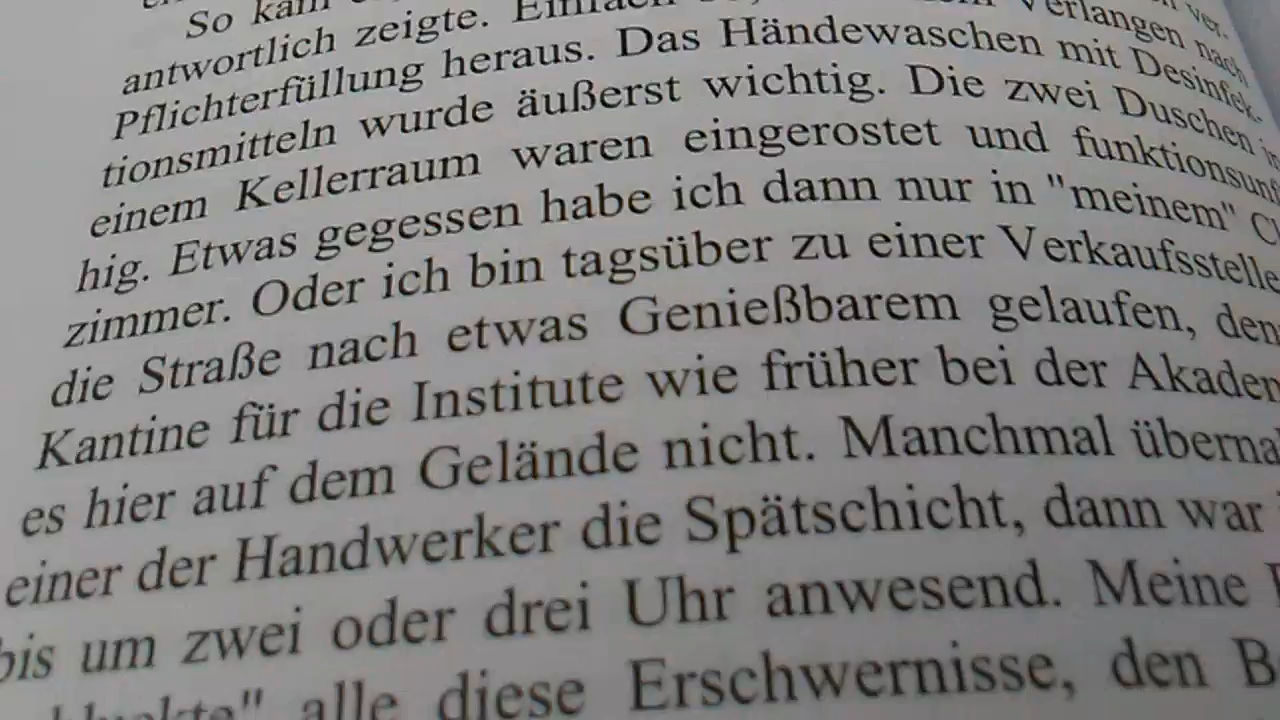 So kam
antwortlich zeigte. Verlangen nach
Pflichterfüllung heraus. Das Händewaschen mit Desinfek-
tionsmitteln wurde äußerst wichtig. Die zwei Duschen
einem Kellerraum waren eingerostet und
hig. Etwas gegessen habe ich dann nur in "meinem"
zimmer. Oder ich bin tagsüber zu einer Verkaufsstelle
die Straße nach etwas Genießbarem gelaufen,
Kantine für die Institute wie früher bei der
es hier auf dem Gelände nicht. Manchmal
einer der Handwerker die Spätschicht, dann war
bis um zwei oder drei Uhr anwesend. Meine
alle diese Erschwernisse, den